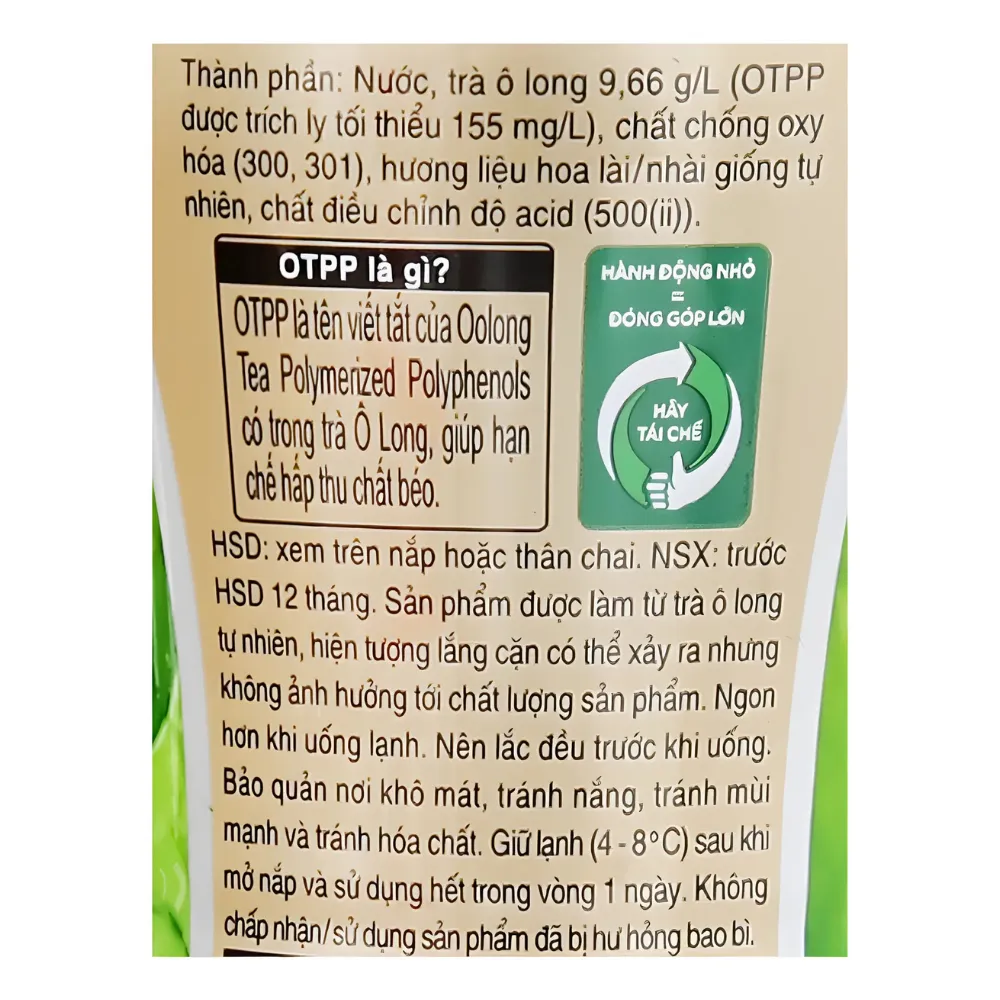 Thành phần: Nước, trà ô long 9,66 g/L (OTPP
được trích ly tối thiểu 155 mg/L), chất chống oxy
hóa (300, 301), hương liệu hoa lài/nhài giống tự
nhiên, chất điều chỉnh độ acid (500(ii)).
OTPP là gì?
OTPP là tên viết tắt của Oolong
Tea Polymerized Polyphenols
có trong trà Ô Long, giúp hạn
chế hấp thu chất béo.
HÀNH ĐỘNG NHỎ
=
ĐÓNG GÓP LỚN
HÃY
TÁI CHẾ
HSD: xem trên nắp hoặc thân chai. NSX: trước
HSD 12 tháng. Sản phẩm được làm từ trà ô long
tự nhiên, hiện tượng lắng cặn có thể xảy ra nhưng
không ảnh hưởng tới chất lượng sản phẩm. Ngon
hơn khi uống lạnh. Nên lắc đều trước khi uống.
Bảo quản nơi khô mát, tránh nắng, tránh mùi
mạnh và tránh hóa chất. Giữ lạnh (4 - 8°C) sau khi
mở nắp và sử dụng hết trong vòng 1 ngày. Không
chấp nhận/sử dụng sản phẩm đã bị hư hỏng bao bì.